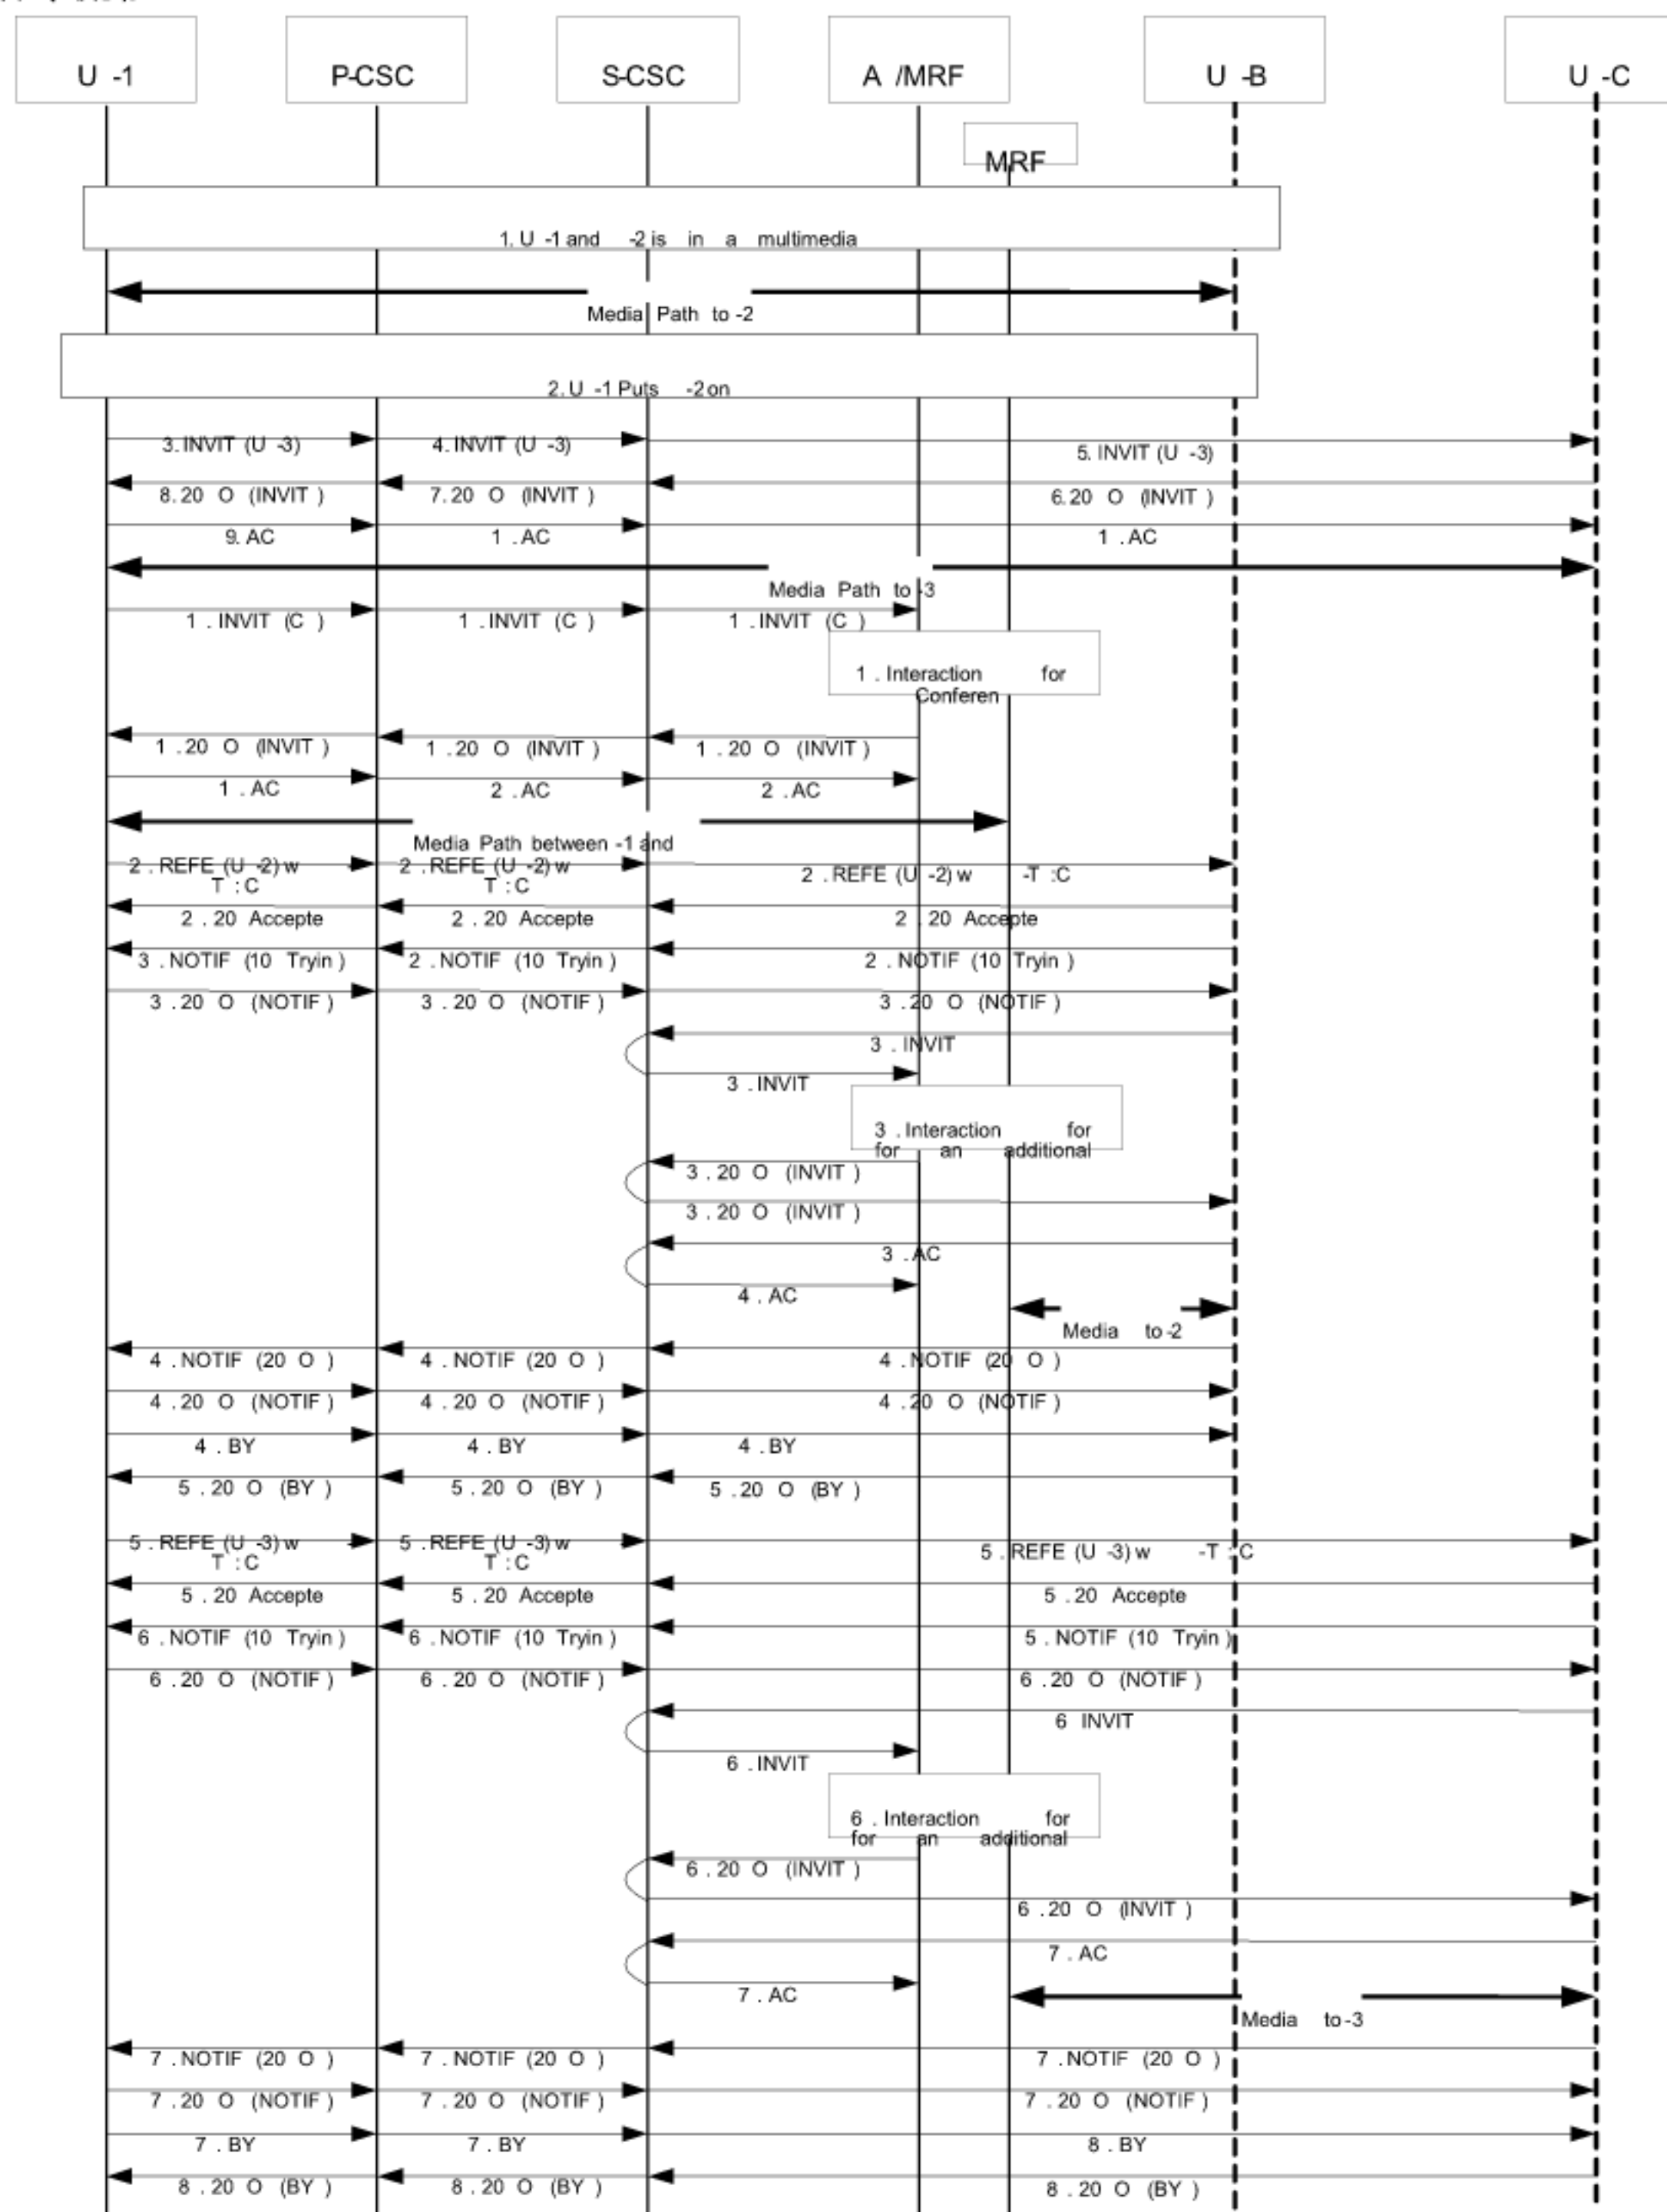 U -1
P-CSC
S-CSC
A /MRF
U -B
U -C
MRF
1. U -1 and -2 is in a multimedia
Media Path to -2
2. U -1 Puts -2 on
3. INVIT (U -3)
4. INVIT (U -3)
5. INVIT (U -3)
8. 20 O (INVIT )
7. 20 O (INVIT )
6. 20 O (INVIT )
9. AC
1 . AC
1 . AC
Media Path to -3
1 . INVIT (C )
1 . INVIT (C )
1 . INVIT (C )
1 . Interaction for
Conferen
1 . 20 O (INVIT )
1 . 20 O (INVIT )
1 . 20 O (INVIT )
1 . AC
2 . AC
2 . AC
Media Path between -1 and
2 . REFE (U -2) w -
T : C
2 . REFE (U -2) w
T : C
2 . REFE (U -2) w -T : C
2 . 20 Accepte
2 . 20 Accepte
2 . 20 Accepte
3 . NOTIF (10 Tryin )
2 . NOTIF (10 Tryin )
2 . NOTIF (10 Tryin )
3 . 20 O (NOTIF )
3 . 20 O (NOTIF )
3 . 20 O (NOTIF )
3 . INVIT
3 . INVIT
3 . Interaction for
for an additional
3 . 20 O (INVIT )
3 . 20 O (INVIT )
3 . AC
4 . AC
Media to -2
4 . NOTIF (20 O )
4 . NOTIF (20 O )
4 . NOTIF (20 O )
4 . 20 O (NOTIF )
4 . 20 O (NOTIF )
4 . 20 O (NOTIF )
4 . BY
4 . BY
4 . BY
5 . 20 O (BY )
5 . 20 O (BY )
5 . 20 O (BY )
5 . REFE (U -3) w -
T : C
5 . REFE (U -3) w
T : C
5 . REFE (U -3) w -T : C
5 . 20 Accepte
5 . 20 Accepte
5 . 20 Accepte
6 . NOTIF (10 Tryin )
6 . NOTIF (10 Tryin )
5 . NOTIF (10 Tryin )
6 . 20 O (NOTIF )
6 . 20 O (NOTIF )
6 . 20 O (NOTIF )
6 INVIT
6 . INVIT
6 . Interaction for
for an additional
6 . 20 O (INVIT )
6 . 20 O (INVIT )
7 . AC
7 . AC
Media to -3
7 . NOTIF (20 O )
7 . NOTIF (20 O )
7 . NOTIF (20 O )
7 . 20 O (NOTIF )
7 . 20 O (NOTIF )
7 . 20 O (NOTIF )
7 . BY
7 . BY
8 . BY
8 . 20 O (BY )
8 . 20 O (BY )
8 . 20 O (BY )